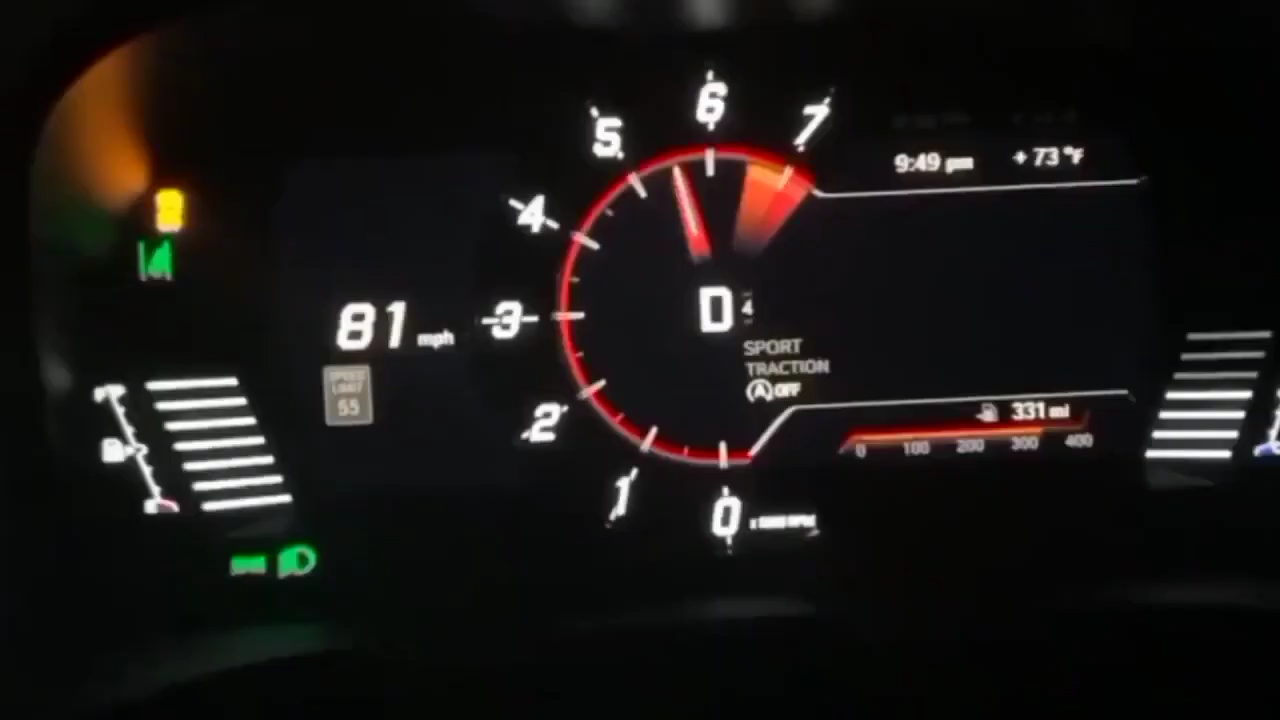 6
7
5
9:49 pm +73 °F
4
81 mph
3
D 4
SPORT
TRACTION
A OFF
SPEED
LIMIT
55
2
331 mi
0 100 200 300 400
1
0